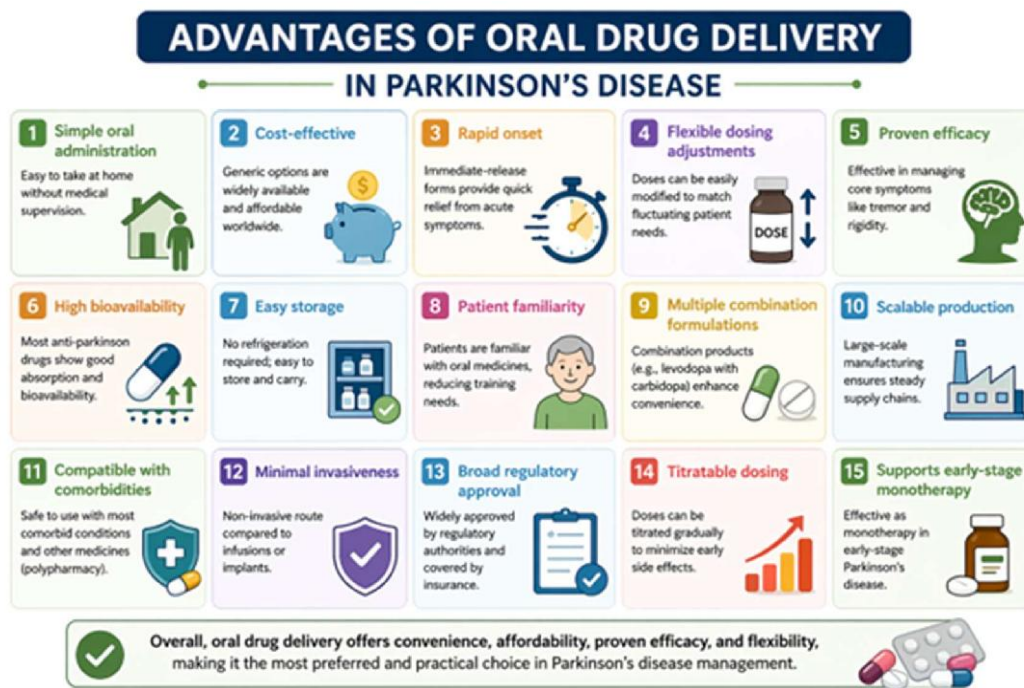 ADVANTAGES OF ORAL DRUG DELIVERY
IN PARKINSON'S DISEASE
1 Simple oral
administration
Easy to take at home
without medical
supervision.
2 Cost-effective
Generic options are
widely available
and affordable
worldwide.
$
3 Rapid onset
Immediate-release
forms provide quick
relief from acute
symptoms.
4 Flexible dosing
adjustments
Doses can be easily
modified to match
fluctuating patient
needs.
DOSE
5 Proven efficacy
Effective in managing
core symptoms
like tremor and
rigidity.
6 High bioavailability
Most anti-parkinson
drugs show good
absorption and
bioavailability.
7 Easy storage
No refrigeration
required; easy to
store and carry.
8 Patient familiarity
Patients are familiar
with oral medicines,
reducing training
needs.
9 Multiple combination
formulations
Combination products
(e.g., levodopa with
carbidopa) enhance
convenience.
10 Scalable production
Large-scale
manufacturing
ensures steady
supply chains.
11 Compatible with
comorbidities
Safe to use with most
comorbid conditions
and other medicines
(polypharmacy).
12 Minimal invasiveness
Non-invasive route
compared to
infusions or
implants.
13 Broad regulatory
approval
Widely approved
by regulatory
authorities and
covered by
insurance.
14 Titratable dosing
Doses can be
titrated gradually
to minimize early
side effects.
15 Supports early-stage
monotherapy
Effective as
monotherapy in
early-stage
Parkinson's
disease.
Overall, oral drug delivery offers convenience, affordability, proven efficacy, and flexibility,
making it the most preferred and practical choice in Parkinson's disease management.